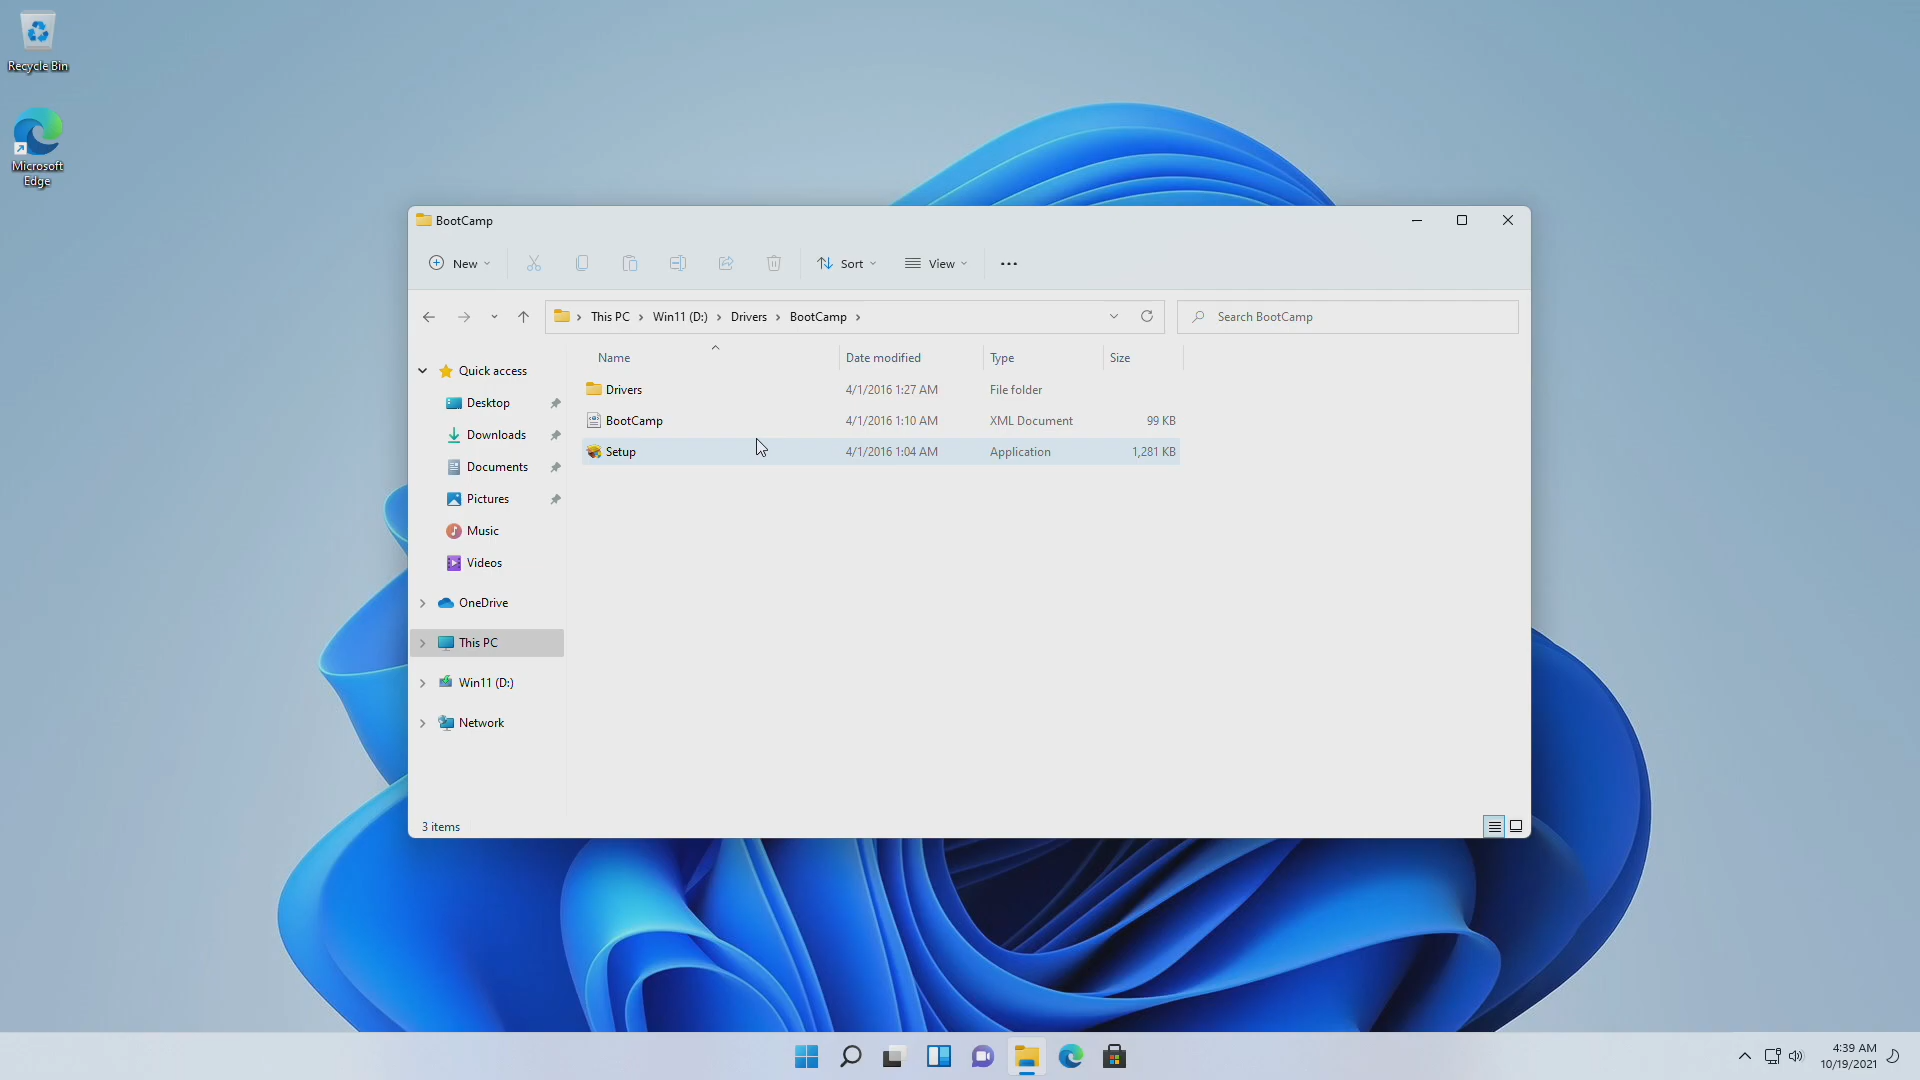 Recycle Bin
Microsoft
Edge
BootCamp
New
Sort
View
This PC
Win11 (D:)
Drivers
BootCamp
Search BootCamp
Name
Date modified
Type
Size
Quick access
Desktop
Downloads
Documents
Pictures
Music
Videos
OneDrive
This PC
Win11 (D:)
Network
Drivers 4/1/2016 1:27 AM File folder
BootCamp 4/1/2016 1:10 AM XML Document 99 KB
Setup 4/1/2016 1:04 AM Application 1,281 KB
3 items
4:39 AM
10/19/2021